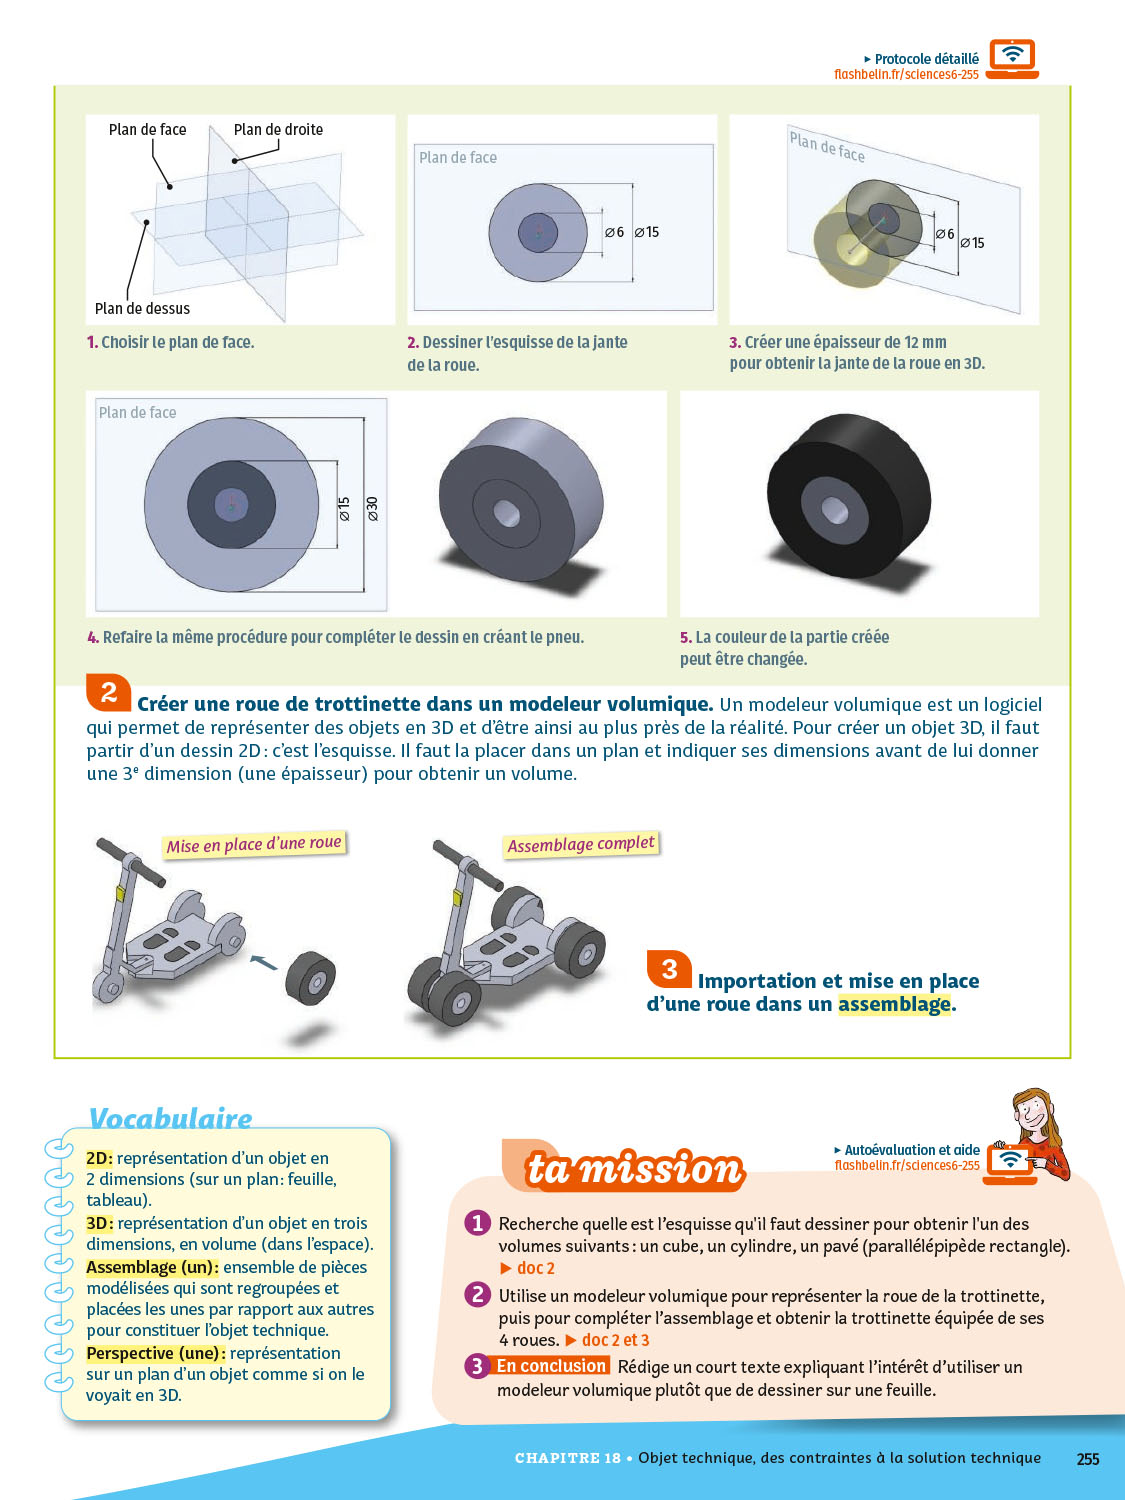 ▸ Protocole détaillé
flashbelin.fr/sciences6-255
Plan de face
Plan de droite
Plan de dessus
1. Choisir le plan de face.
Plan de face
⌀6
⌀15
2. Dessiner l'esquisse de la jante
de la roue.
Plan de face
⌀6
⌀15
3. Créer une épaisseur de 12 mm
pour obtenir la jante de la roue en 3D.
Plan de face
⌀15
⌀30
4. Refaire la même procédure pour compléter le dessin en créant le pneu.
5. La couleur de la partie créée
peut être changée.
2 Créer une roue de trottinette dans un modeleur volumique. Un modeleur volumique est un logiciel
qui permet de représenter des objets en 3D et d'être ainsi au plus près de la réalité. Pour créer un objet 3D, il faut
partir d'un dessin 2D : c'est l'esquisse. Il faut la placer dans un plan et indiquer ses dimensions avant de lui donner
une 3e dimension (une épaisseur) pour obtenir un volume.
Mise en place d'une roue
Assemblage complet
3 Importation et mise en place
d'une roue dans un assemblage.
Vocabulaire
2D : représentation d'un objet en
2 dimensions (sur un plan : feuille,
tableau).
3D : représentation d'un objet en trois
dimensions, en volume (dans l'espace).
Assemblage (un) : ensemble de pièces
modélisées qui sont regroupées et
placées les unes par rapport aux autres
pour constituer l'objet technique.
Perspective (une) : représentation
sur un plan d'un objet comme si on le
voyait en 3D.
ta mission
▸ Autoévaluation et aide
flashbelin.fr/sciences6-255
1 Recherche quelle est l'esquisse qu'il faut dessiner pour obtenir l'un des
volumes suivants : un cube, un cylindre, un pavé (parallélépipède rectangle).
▶ doc 2
2 Utilise un modeleur volumique pour représenter la roue de la trottinette,
puis pour compléter l'assemblage et obtenir la trottinette équipée de ses
4 roues. ▶ doc 2 et 3
3 En conclusion Rédige un court texte expliquant l'intérêt d'utiliser un
modeleur volumique plutôt que de dessiner sur une feuille.
CHAPITRE 18 • Objet technique, des contraintes à la solution technique
255